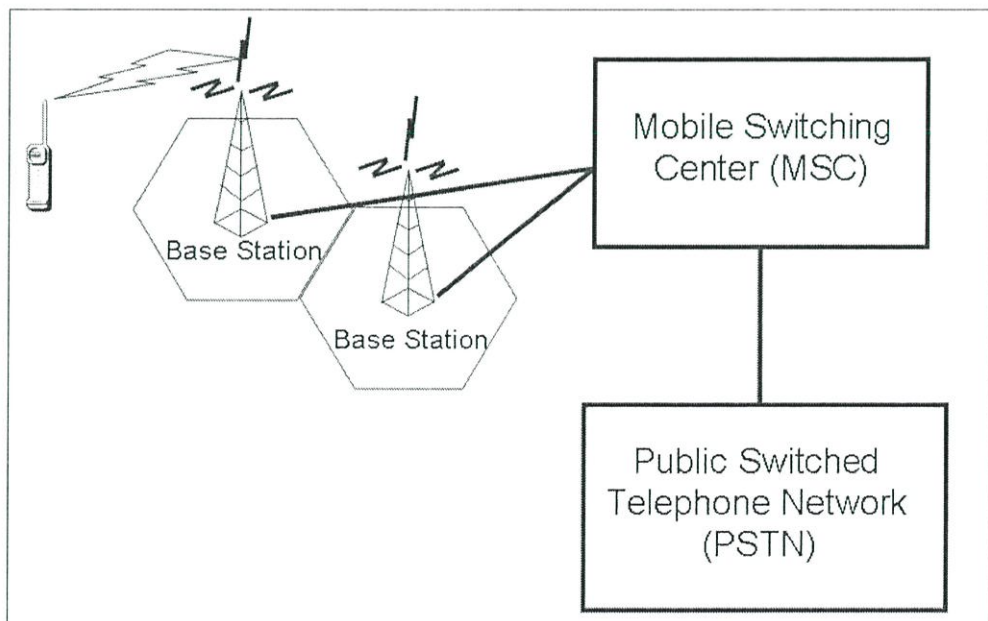 Mobile Switching
Center (MSC)
Base Station
Base Station
Public Switched
Telephone Network
(PSTN)